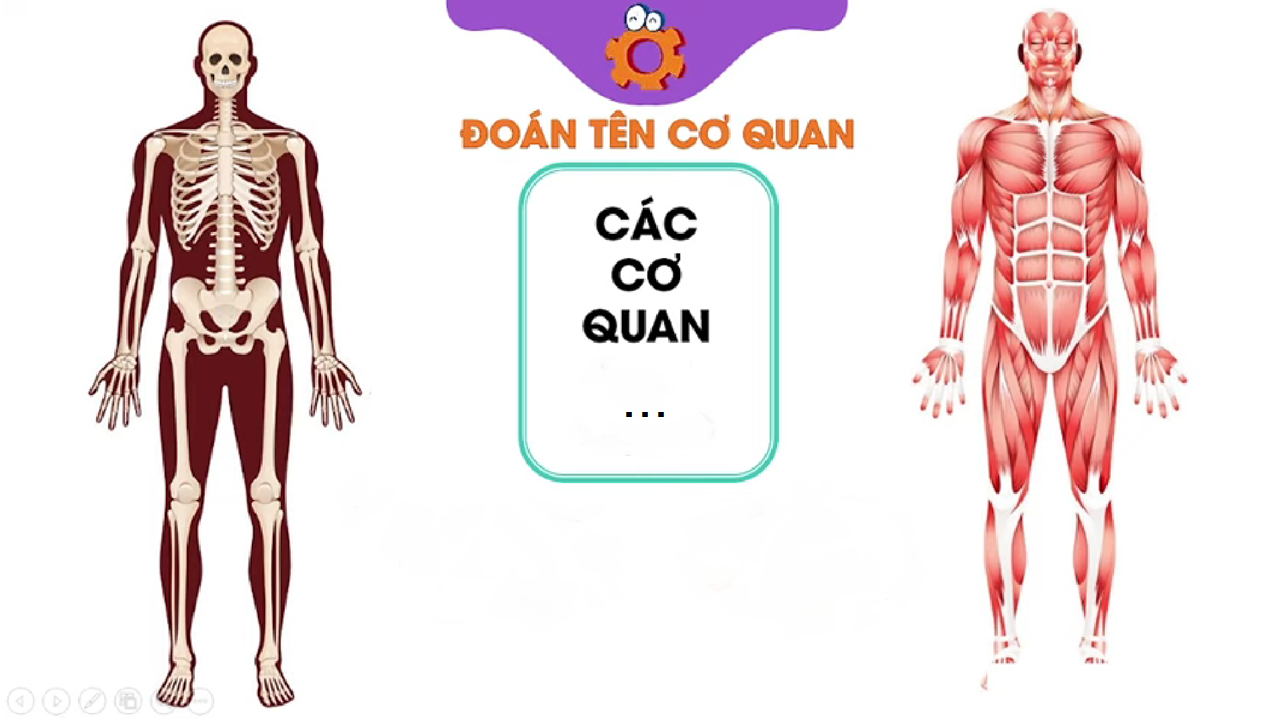 ĐOÁN TÊN CƠ QUAN
CÁC
CƠ
QUAN
...